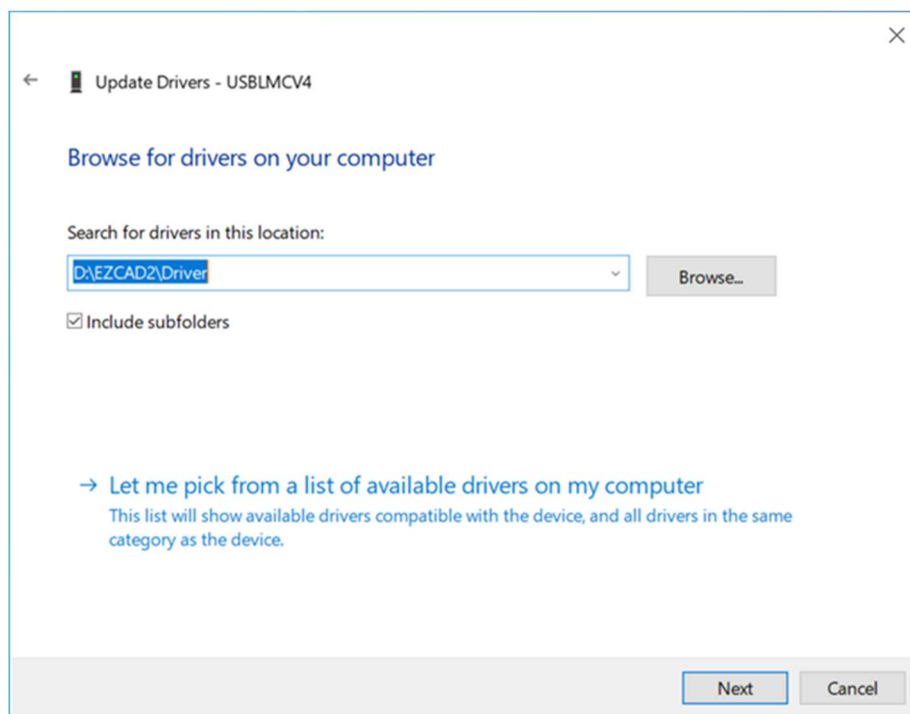 Update Drivers - USBLMCV4
Browse for drivers on your computer
Search for drivers in this location:
D:\EZCAD2\Driver
Browse...
Include subfolders
Let me pick from a list of available drivers on my computer
This list will show available drivers compatible with the device, and all drivers in the same
category as the device.
Next
Cancel